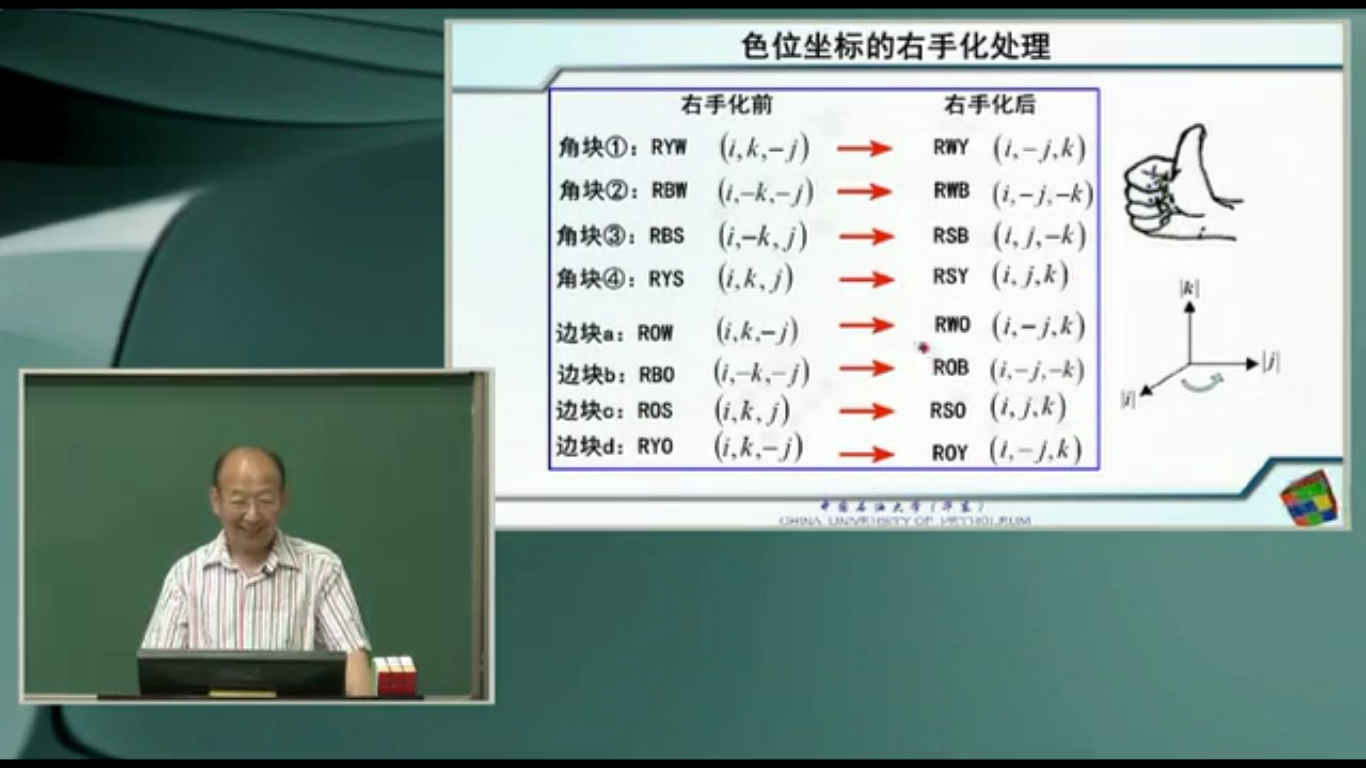 色位坐标的右手化处理
右手化前 右手化后
角块①：RYW (i,k,-j) RWY (i,-j,k)
角块②：RBW (i,-k,-j) RWB (i,-j,-k)
角块③：RBS (i,-k,j) RSB (i,j,-k)
角块④：RYS (i,k,j) RSY (i,j,k)
边块a：ROW (i,k,-j) RWO (i,-j,k)
边块b：RBO (i,-k,-j) ROB (i,-j,-k)
边块c：ROS (i,k,j) RSO (i,j,k)
边块d：RYO (i,k,-j) ROY (i,-j,k)
|k|
|j|
|i|
中国石油大学(华东)
CHINA UNIVERSITY OF PETROLEUM